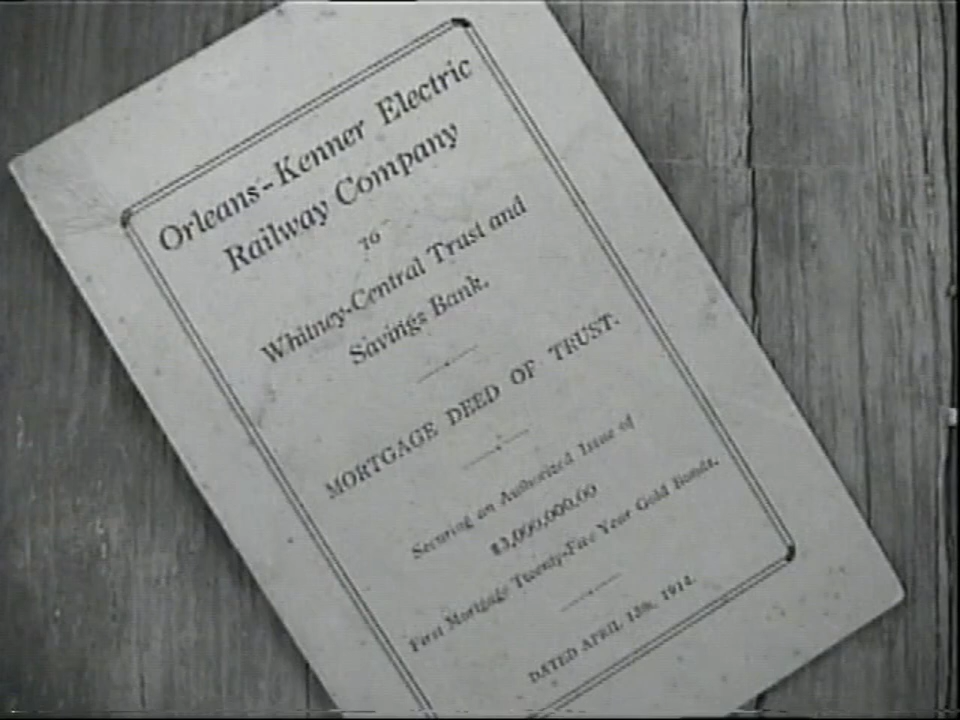 Orleans-Kenner Electric
Railway Company
TO
Whitney-Central Trust and
Savings Bank.
MORTGAGE DEED OF TRUST.
Securing an Authorized Issue of
$3,000,000.00
First Mortgage Twenty-Five Year Gold Bonds.
DATED APRIL 15th, 1914.